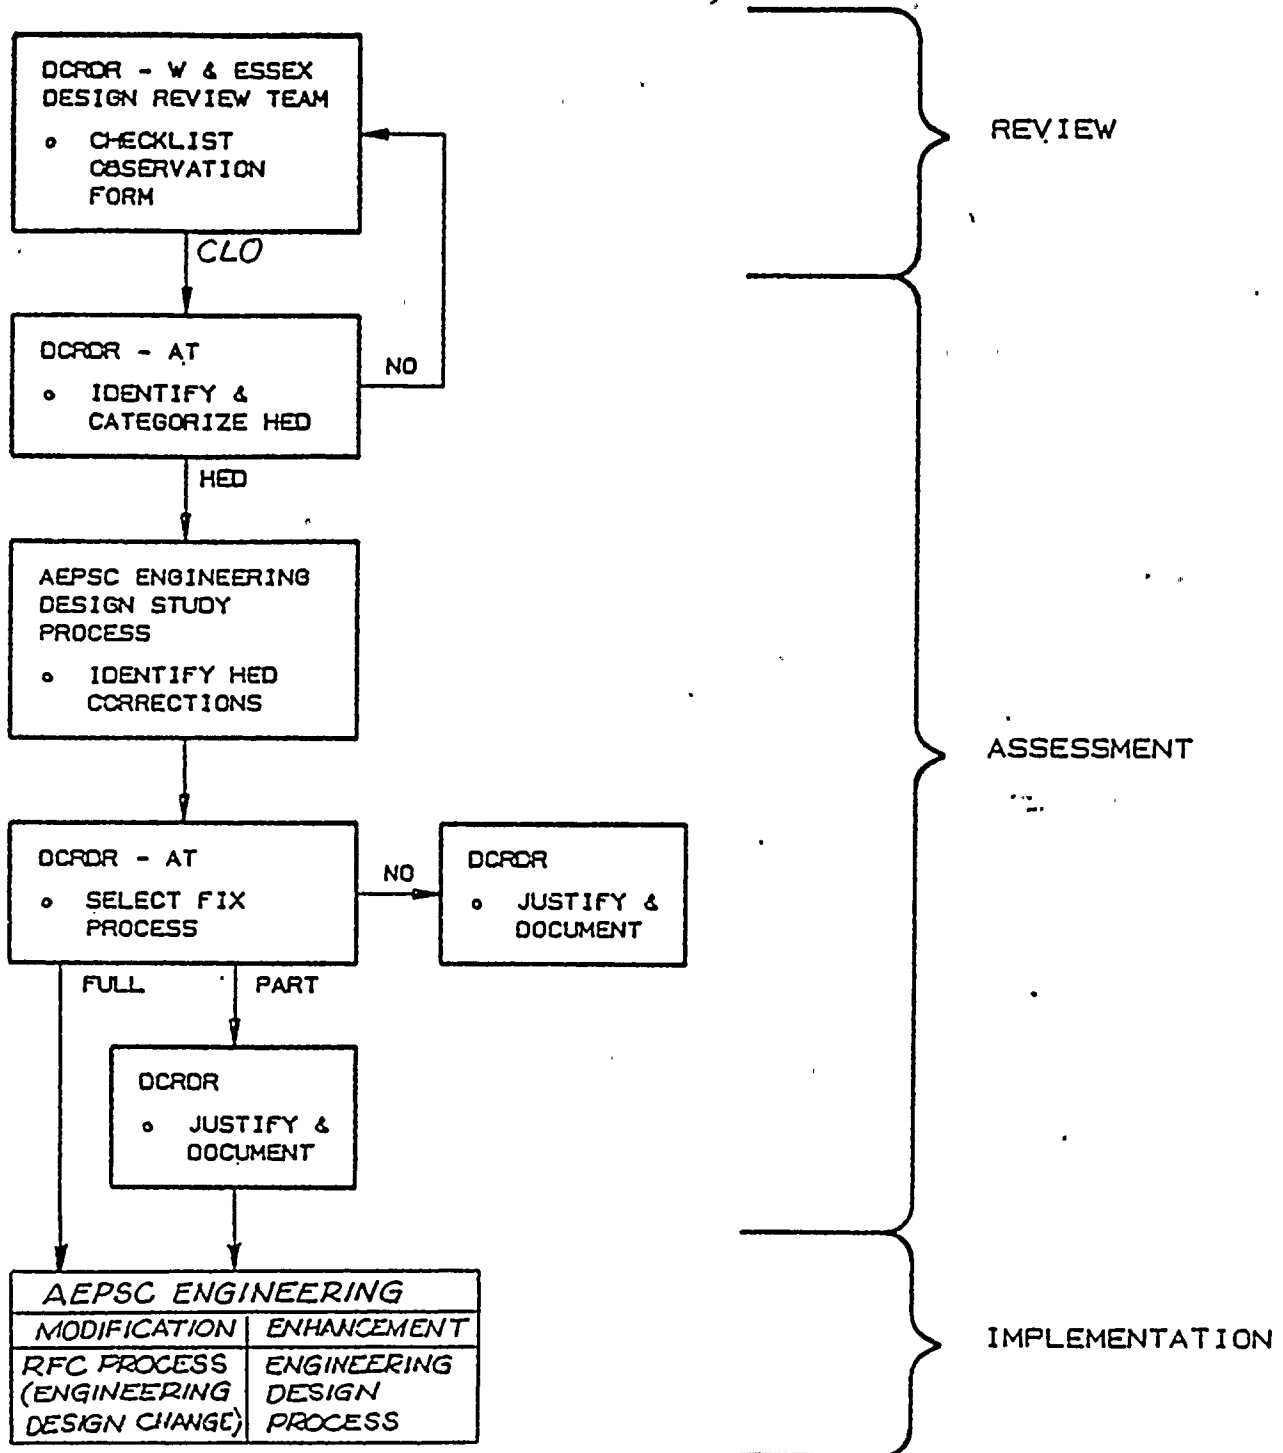 DCRDR - W & ESSEX
DESIGN REVIEW TEAM
o CHECKLIST
OBSERVATION
FORM
REVIEW
CLO
DCRDR - AT
o IDENTIFY &
CATEGORIZE HED
NO
HED
AEPSC ENGINEERING
DESIGN STUDY
PROCESS
o IDENTIFY HED
CORRECTIONS
ASSESSMENT
DCRDR - AT
o SELECT FIX
PROCESS
NO
DCRDR
o JUSTIFY &
DOCUMENT
FULL
PART
DCRDR
o JUSTIFY &
DOCUMENT
AEPSC ENGINEERING
MODIFICATION
RFC PROCESS
(ENGINEERING
DESIGN CHANGE)
ENHANCEMENT
ENGINEERING
DESIGN
PROCESS
IMPLEMENTATION